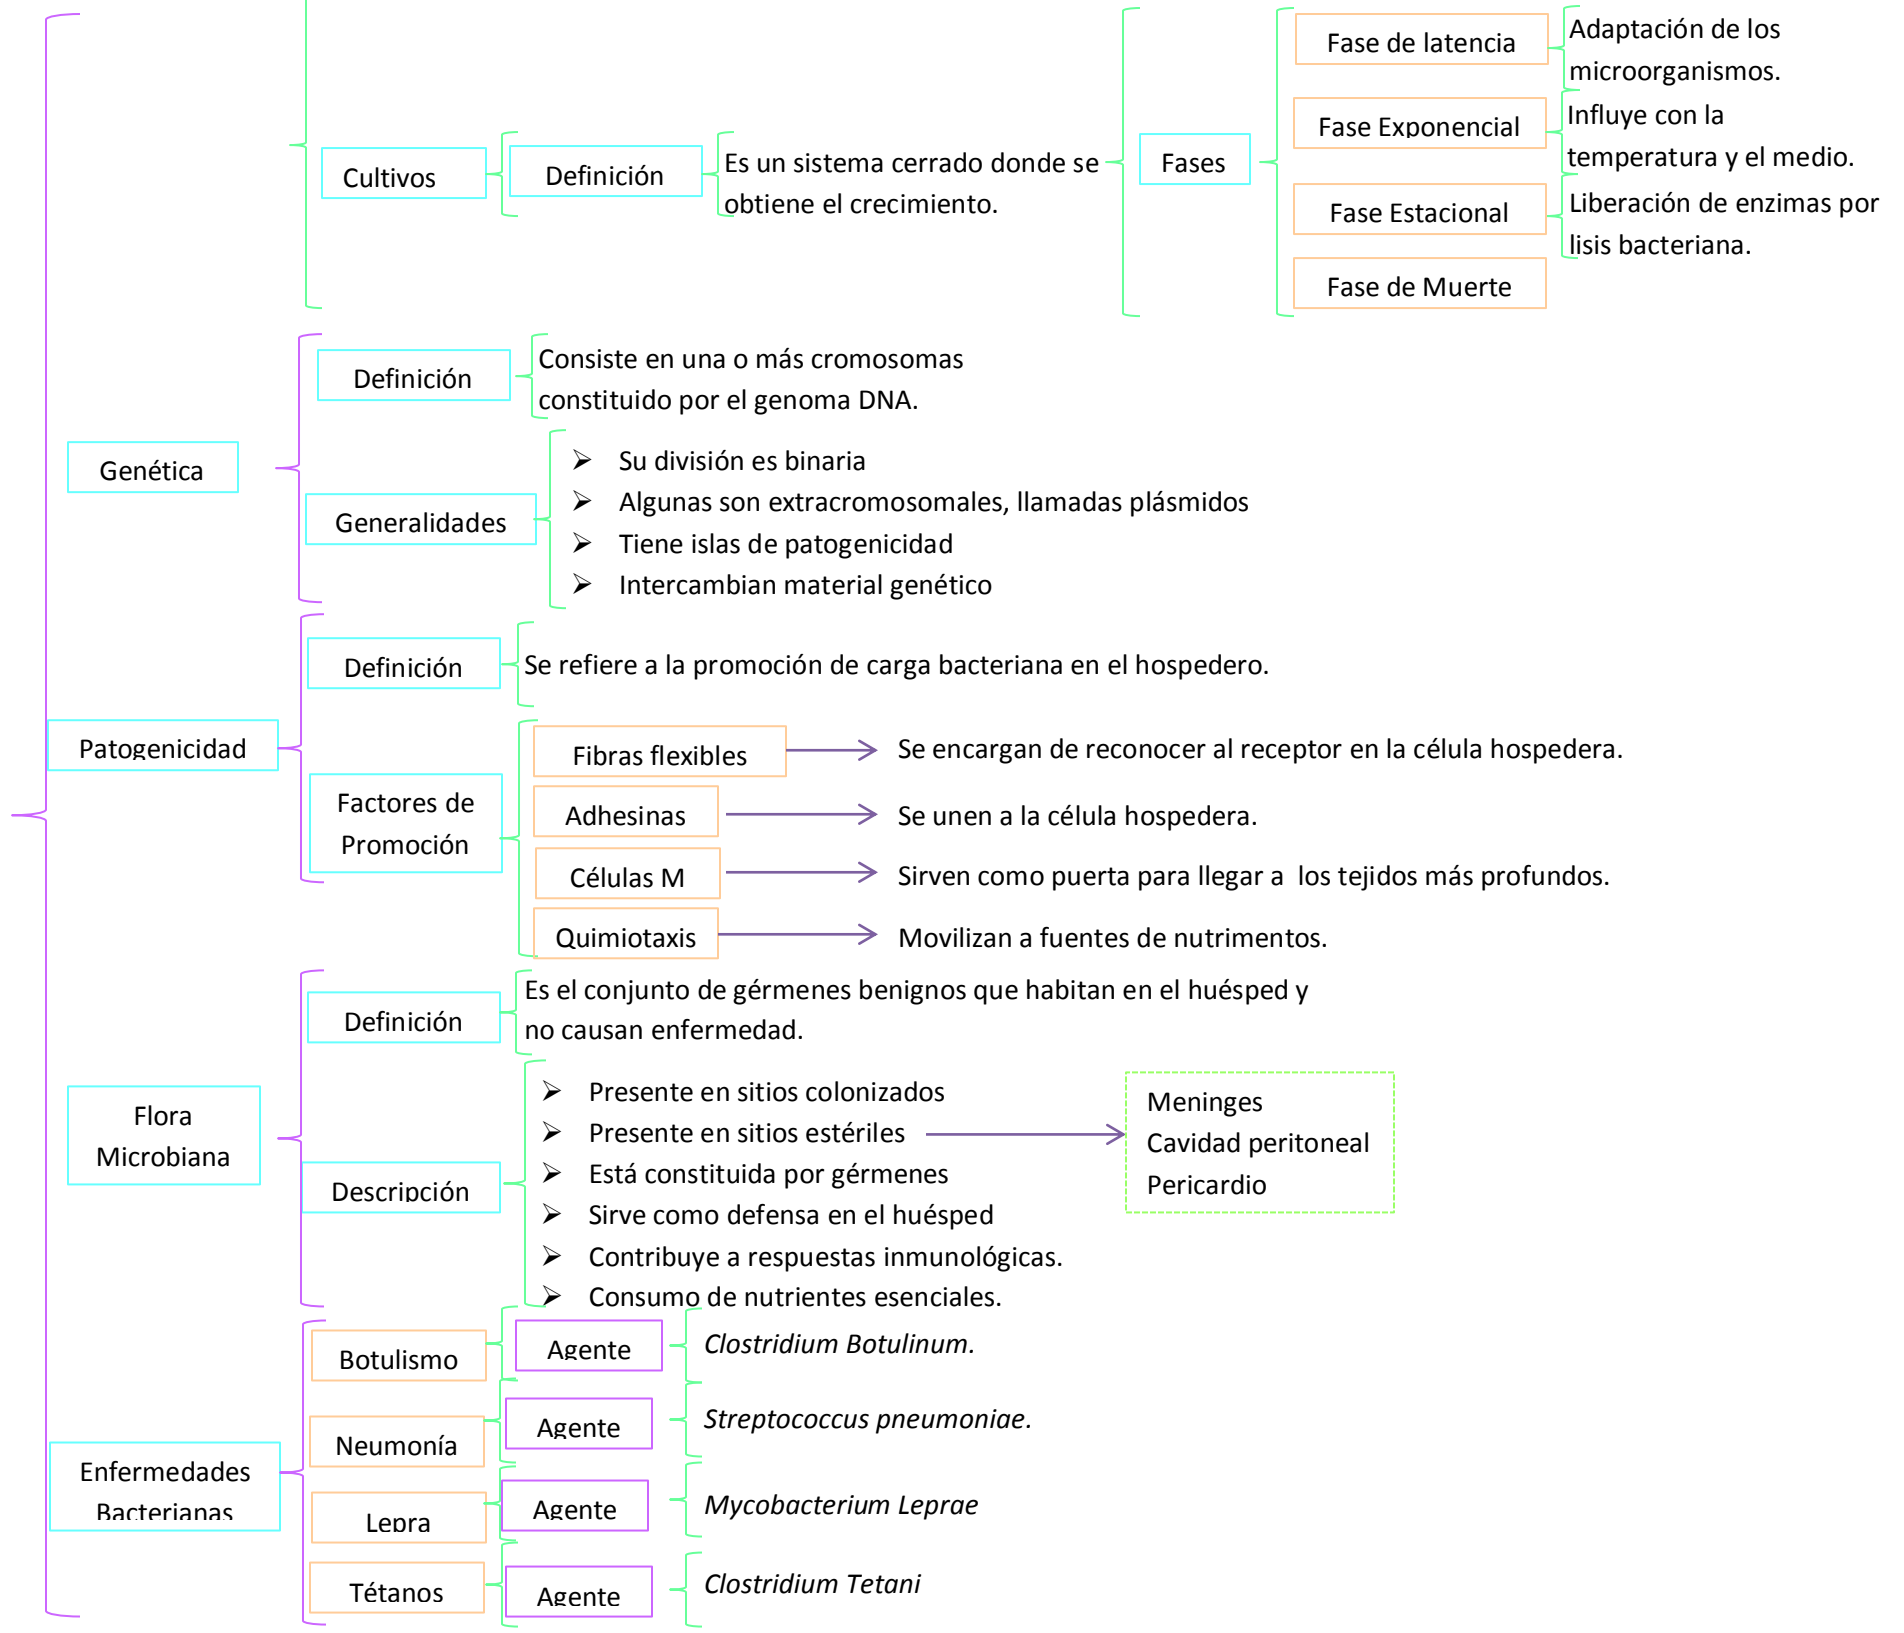 Cultivos
Definición
Es un sistema cerrado donde se
obtiene el crecimiento.
Fases
Fase de latencia
Adaptación de los
microorganismos.
Fase Exponencial
Influye con la
temperatura y el medio.
Fase Estacional
Liberación de enzimas por
lisis bacteriana.
Fase de Muerte
Genética
Definición
Consiste en una o más cromosomas
constituido por el genoma DNA.
Generalidades
➢ Su división es binaria
➢ Algunas son extracromosomales, llamadas plásmidos
➢ Tiene islas de patogenicidad
➢ Intercambian material genético
Patogenicidad
Definición
Se refiere a la promoción de carga bacteriana en el hospedero.
Factores de
Promoción
Fibras flexibles
Se encargan de reconocer al receptor en la célula hospedera.
Adhesinas
Se unen a la célula hospedera.
Células M
Sirven como puerta para llegar a los tejidos más profundos.
Quimiotaxis
Movilizan a fuentes de nutrimentos.
Flora
Microbiana
Definición
Es el conjunto de gérmenes benignos que habitan en el huésped y
no causan enfermedad.
Descripción
➢ Presente en sitios colonizados
➢ Presente en sitios estériles
➢ Está constituida por gérmenes
➢ Sirve como defensa en el huésped
➢ Contribuye a respuestas inmunológicas.
➢ Consumo de nutrientes esenciales.
Meninges
Cavidad peritoneal
Pericardio
Enfermedades
Bacterianas
Botulismo
Agente
Clostridium Botulinum.
Neumonía
Agente
Streptococcus pneumoniae.
Lepra
Agente
Mycobacterium Leprae
Tétanos
Agente
Clostridium Tetani